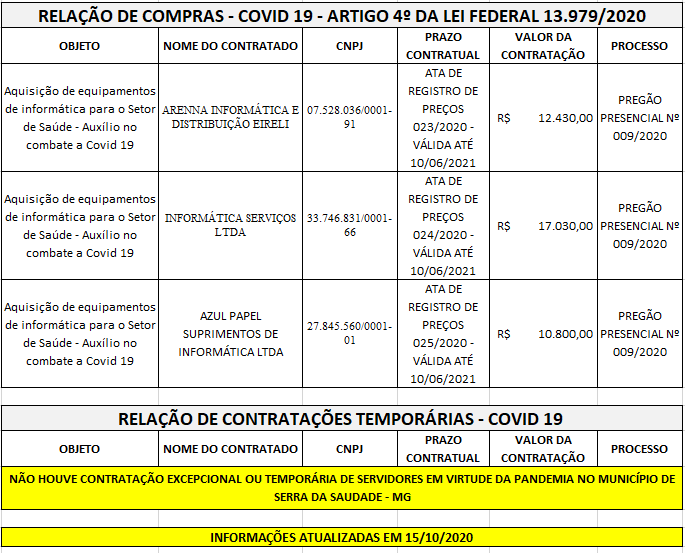 RELAÇÃO DE COMPRAS - COVID 19 - ARTIGO 4º DA LEI FEDERAL 13.979/2020
OBJETO
NOME DO CONTRATADO
CNPJ
PRAZO
CONTRATUAL
VALOR DA
CONTRATAÇÃO
PROCESSO
Aquisição de equipamentos
de informática para o Setor
de Saúde - Auxílio no
combate a Covid 19
ARENNA INFORMÁTICA E
DISTRIBUIÇÃO EIRELI
07.528.036/0001-
91
ATA DE
REGISTRO DE
PREÇOS
023/2020 -
VÁLIDA ATÉ
10/06/2021
R$ 12.430,00
PREGÃO
PRESENCIAL Nº
009/2020
Aquisição de equipamentos
de informática para o Setor
de Saúde - Auxílio no
combate a Covid 19
INFORMÁTICA SERVIÇOS
LTDA
33.746.831/0001-
66
ATA DE
REGISTRO DE
PREÇOS
024/2020 -
VÁLIDA ATÉ
10/06/2021
R$ 17.030,00
PREGÃO
PRESENCIAL Nº
009/2020
Aquisição de equipamentos
de informática para o Setor
de Saúde - Auxílio no
combate a Covid 19
AZUL PAPEL
SUPRIMENTOS DE
INFORMÁTICA LTDA
27.845.560/0001-
01
ATA DE
REGISTRO DE
PREÇOS
025/2020 -
VÁLIDA ATÉ
10/06/2021
R$ 10.800,00
PREGÃO
PRESENCIAL Nº
009/2020
RELAÇÃO DE CONTRATAÇÕES TEMPORÁRIAS - COVID 19
OBJETO
NOME DO CONTRATADO
CNPJ
PRAZO
CONTRATUAL
VALOR DA
CONTRATAÇÃO
PROCESSO
NÃO HOUVE CONTRATAÇÃO EXCEPCIONAL OU TEMPORÁRIA DE SERVIDORES EM VIRTUDE DA PANDEMIA NO MUNICÍPIO DE
SERRA DA SAUDADE - MG
INFORMAÇÕES ATUALIZADAS EM 15/10/2020